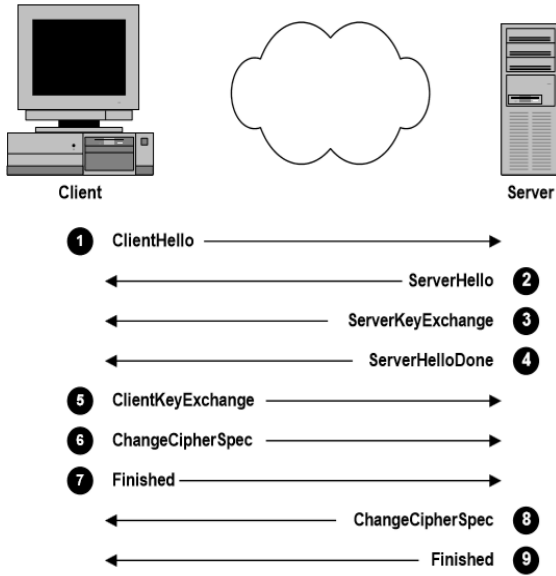 Client
Server
1 ClientHello
ServerHello 2
ServerKeyExchange 3
ServerHelloDone 4
5 ClientKeyExchange
6 ChangeCipherSpec
7 Finished
ChangeCipherSpec 8
Finished 9